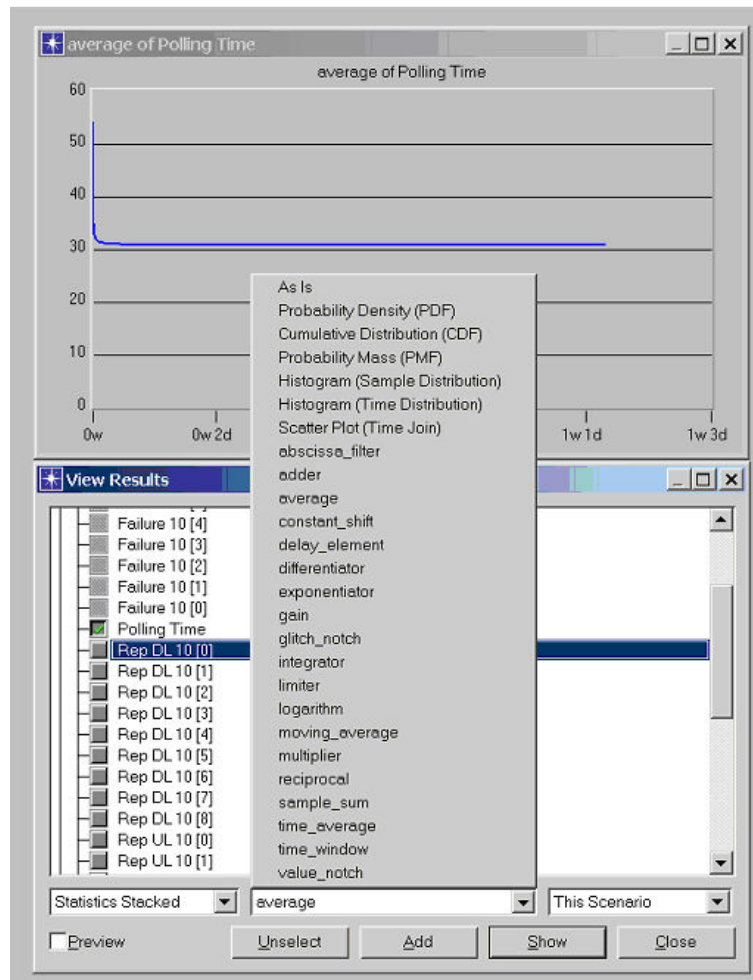 average of Polling Time
average of Polling Time
60
50
40
30
20
10
0
0w
0w 2d
1w 1d
1w 3d
As Is
Probability Density (PDF)
Cumulative Distribution (CDF)
Probability Mass (PMF)
Histogram (Sample Distribution)
Histogram (Time Distribution)
Scatter Plot (Time Join)
abscissa_filter
adder
average
constant_shift
delay_element
differentiator
exponentiator
gain
glitch_notch
integrator
limiter
logarithm
moving_average
multiplier
reciprocal
sample_sum
time_average
time_window
value_notch
View Results
Failure 10 [4]
Failure 10 [3]
Failure 10 [2]
Failure 10 [1]
Failure 10 [0]
Polling Time
Rep DL 10 [0]
Rep DL 10 [1]
Rep DL 10 [2]
Rep DL 10 [3]
Rep DL 10 [4]
Rep DL 10 [5]
Rep DL 10 [6]
Rep DL 10 [7]
Rep DL 10 [8]
Rep UL 10 [0]
Rep UL 10 [1]
Statistics Stacked
average
This Scenario
Preview
Unselect
Add
Show
Close